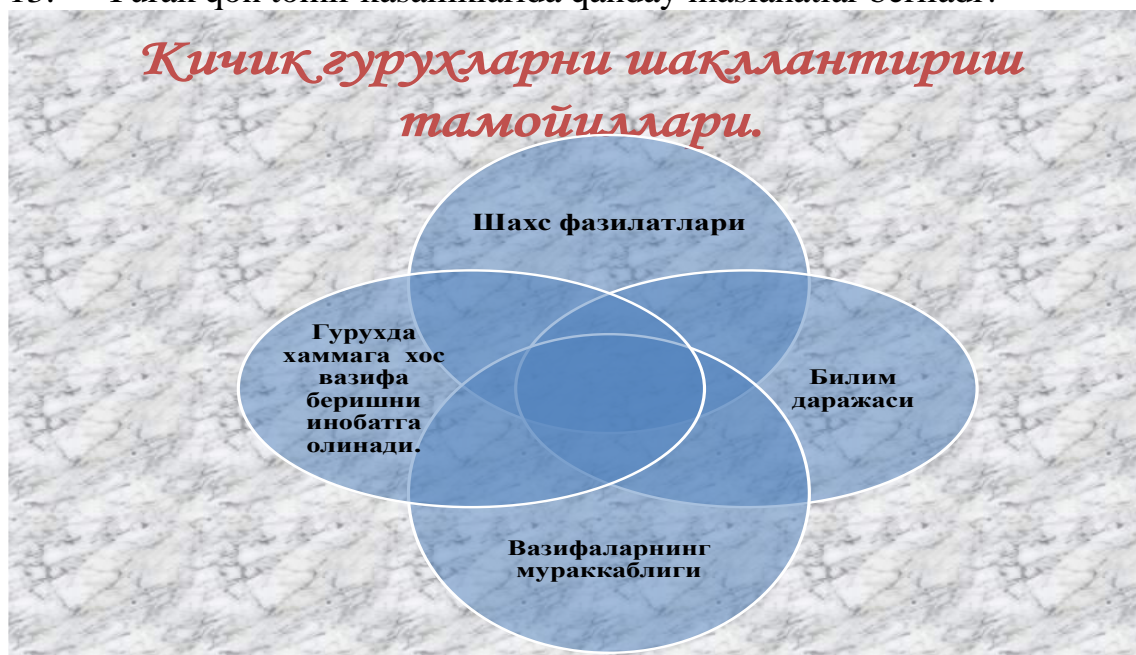 Кичик гурухларни шакллантириш
тамойиллари.
Шахс фазилатлари
Гурухда
хаммага хос
вазифа
беришни
инобатга
олинади.
Билим
даражаси
Вазифаларнинг
мураккаблиги